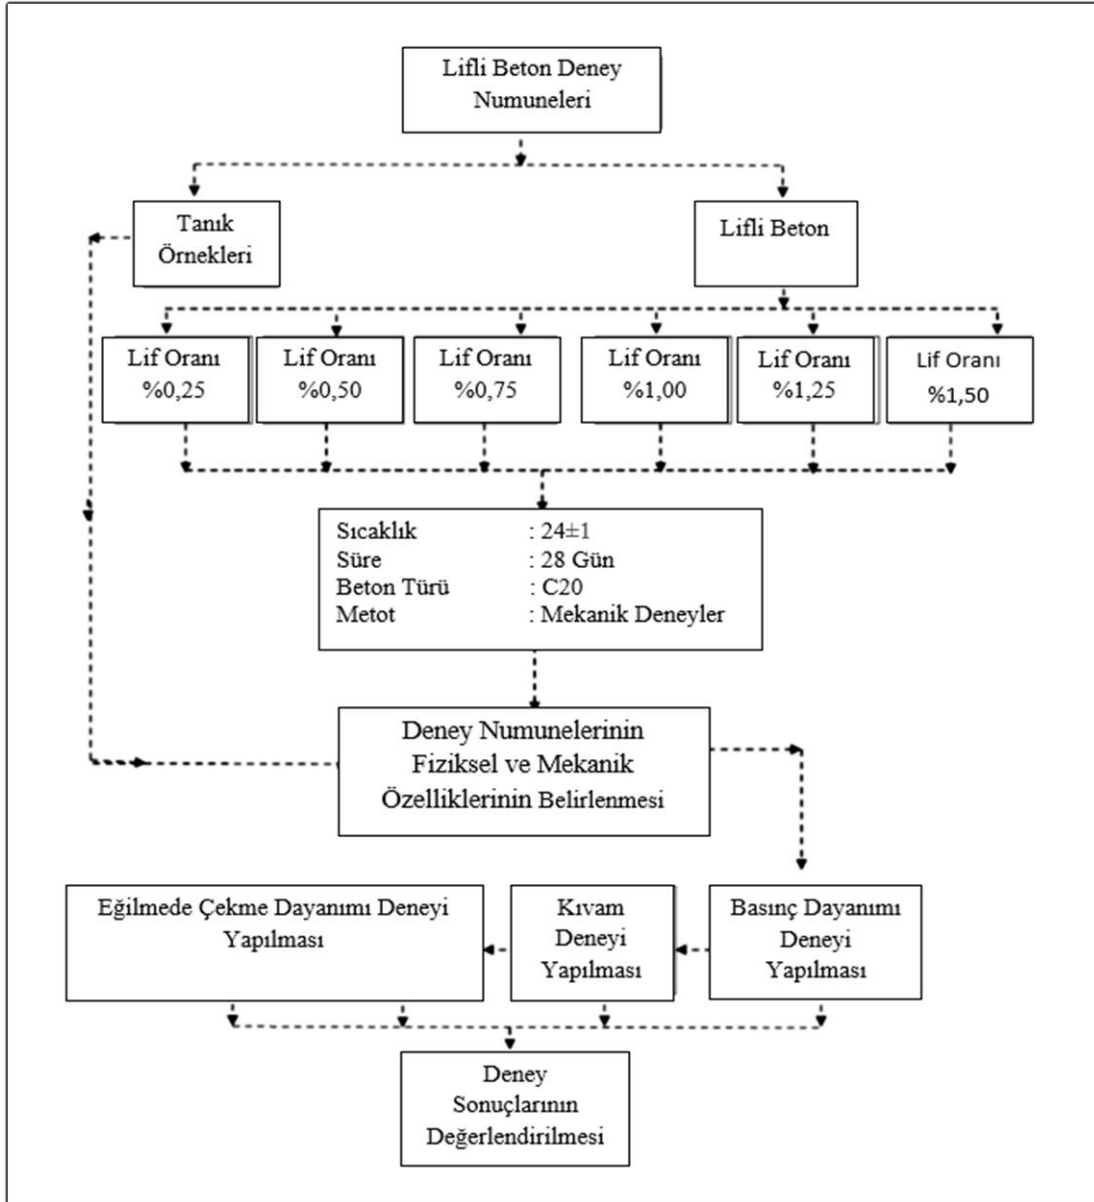 Lifli Beton Deney
Numuneleri
Tanık
Örnekleri
Lifli Beton
Lif Oranı
%0,25
Lif Oranı
%0,50
Lif Oranı
%0,75
Lif Oranı
%1,00
Lif Oranı
%1,25
Lif Oranı
%1,50
Sıcaklık : 24±1
Süre : 28 Gün
Beton Türü : C20
Metot : Mekanik Deneyler
Deney Numunelerinin
Fiziksel ve Mekanik
Özelliklerinin Belirlenmesi
Eğilmede Çekme Dayanımı Deneyi
Yapılması
Kıvam
Deneyi
Yapılması
Basınç Dayanımı
Deneyi
Yapılması
Deney
Sonuçlarının
Değerlendirilmesi